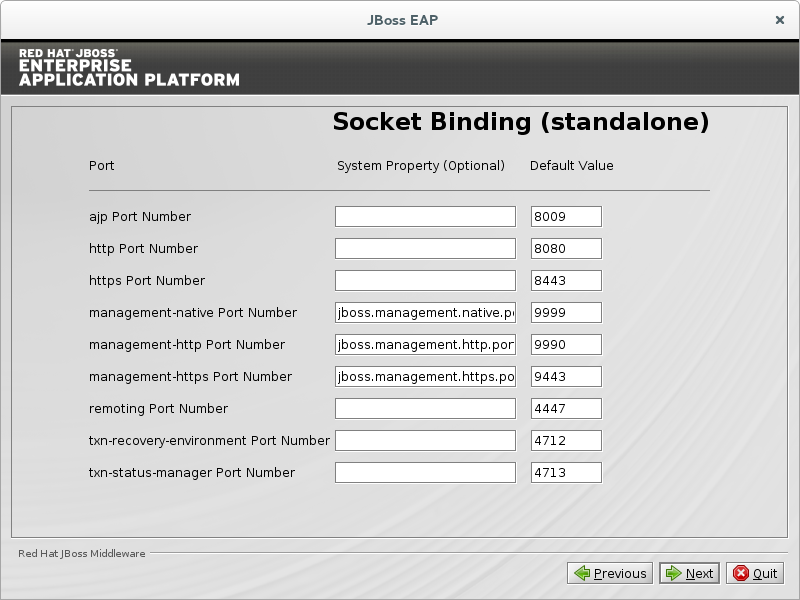 JBoss EAP
RED HAT JBOSS
ENTERPRISE
APPLICATION PLATFORM
Socket Binding (standalone)
Port System Property (Optional) Default Value
ajp Port Number 8009
http Port Number 8080
https Port Number 8443
management-native Port Number jboss.management.native.p 9999
management-http Port Number jboss.management.http.por 9990
management-https Port Number jboss.management.https.po 9443
remoting Port Number 4447
txn-recovery-environment Port Number 4712
txn-status-manager Port Number 4713
Red Hat JBoss Middleware
Previous Next Quit